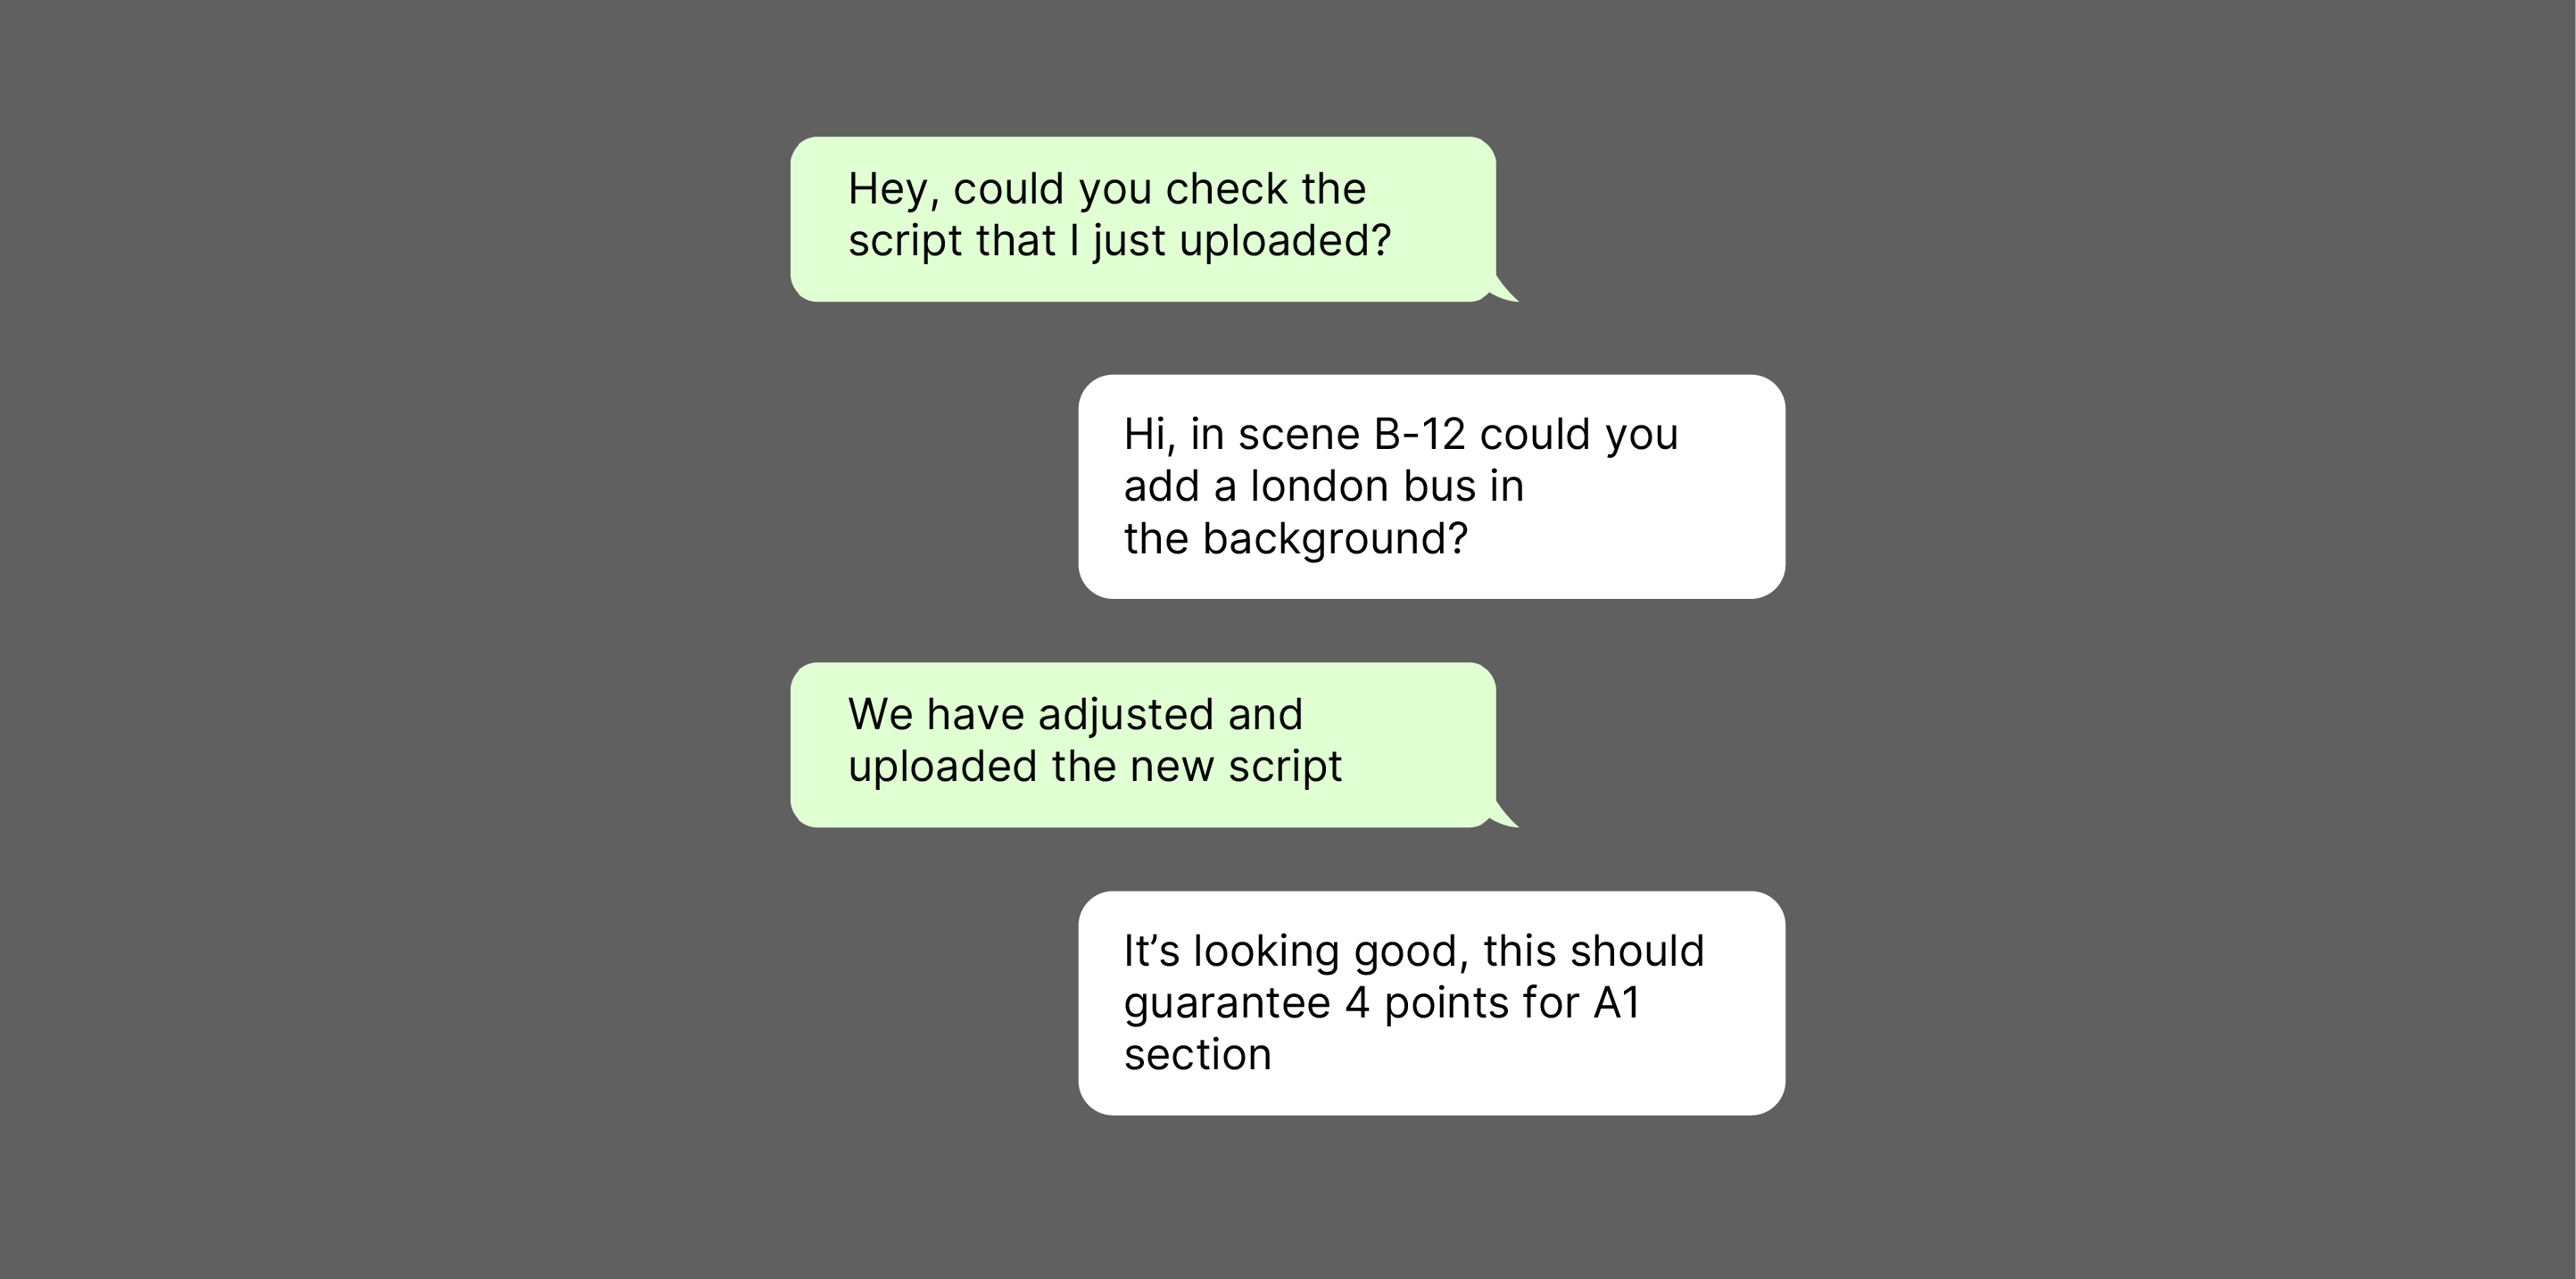 Hey, could you check the
script that I just uploaded?
Hi, in scene B-12 could you
add a london bus in
the background?
We have adjusted and
uploaded the new script
It’s looking good, this should
guarantee 4 points for A1
section